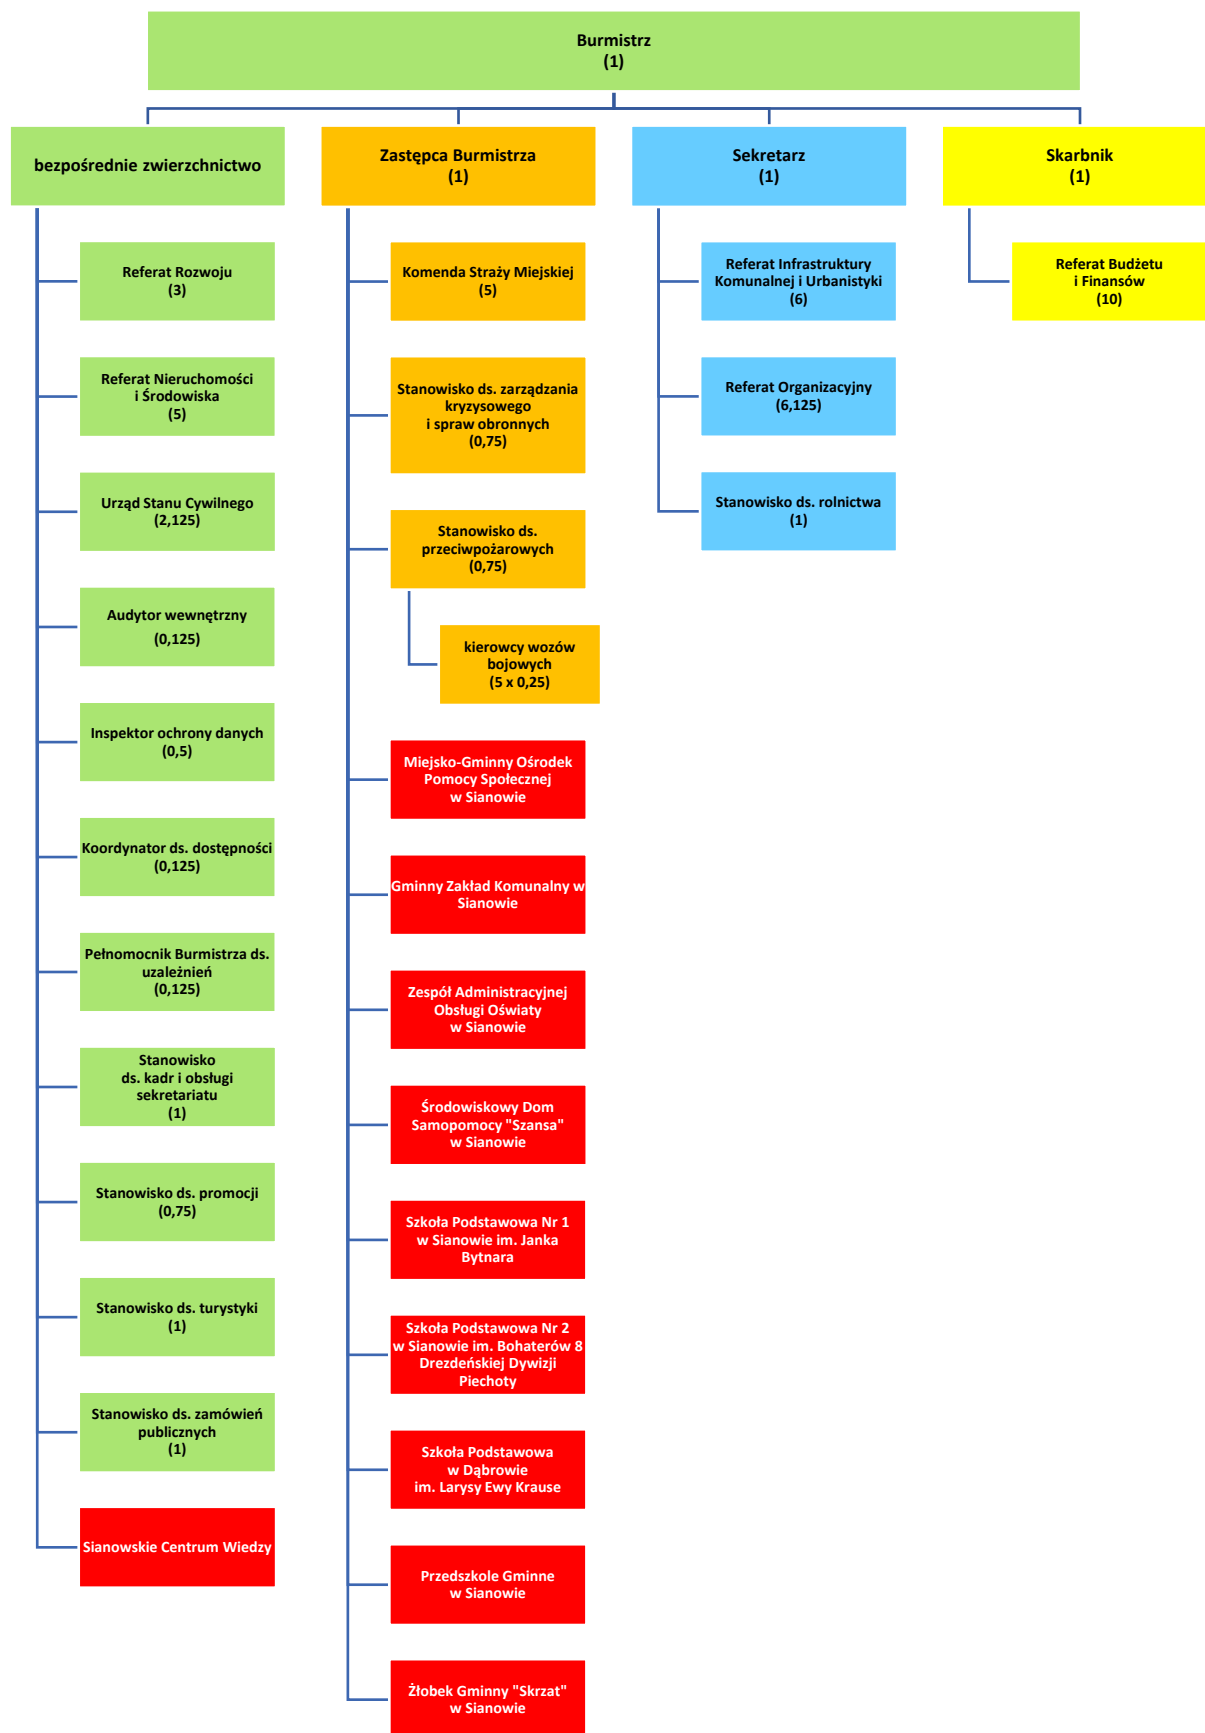 Burmistrz
(1)
bezpośrednie zwierzchnictwo
Referat Rozwoju
(3)
Referat Nieruchomości
i Środowiska
(5)
Urząd Stanu Cywilnego
(2,125)
Audytor wewnętrzny
(0,125)
Inspektor ochrony danych
(0,5)
Koordynator ds. dostępności
(0,125)
Pełnomocnik Burmistrza ds.
uzależnień
(0,125)
Stanowisko
ds. kadr i obsługi
sekretariatu
(1)
Stanowisko ds. promocji
(0,75)
Stanowisko ds. turystyki
(1)
Stanowisko ds. zamówień
publicznych
(1)
Sianowskie Centrum Wiedzy
Zastępca Burmistrza
(1)
Komenda Straży Miejskiej
(5)
Stanowisko ds. zarządzania
kryzysowego
i spraw obronnych
(0,75)
Stanowisko ds.
przeciwpożarowych
(0,75)
kierowcy wozów
bojowych
(5 x 0,25)
Miejsko-Gminny Ośrodek
Pomocy Społecznej
w Sianowie
Gminny Zakład Komunalny w
Sianowie
Zespół Administracyjnej
Obsługi Oświaty
w Sianowie
Środowiskowy Dom
Samopomocy "Szansa"
w Sianowie
Szkoła Podstawowa Nr 1
w Sianowie im. Janka
Bytnara
Szkoła Podstawowa Nr 2
w Sianowie im. Bohaterów 8
Drezdeńskiej Dywizji
Piechoty
Szkoła Podstawowa
w Dąbrowie
im. Larysy Ewy Krause
Przedszkole Gminne
w Sianowie
Żłobek Gminny "Skrzat"
w Sianowie
Sekretarz
(1)
Referat Infrastruktury
Komunalnej i Urbanistyki
(6)
Referat Organizacyjny
(6,125)
Stanowisko ds. rolnictwa
(1)
Skarbnik
(1)
Referat Budżetu
i Finansów
(10)